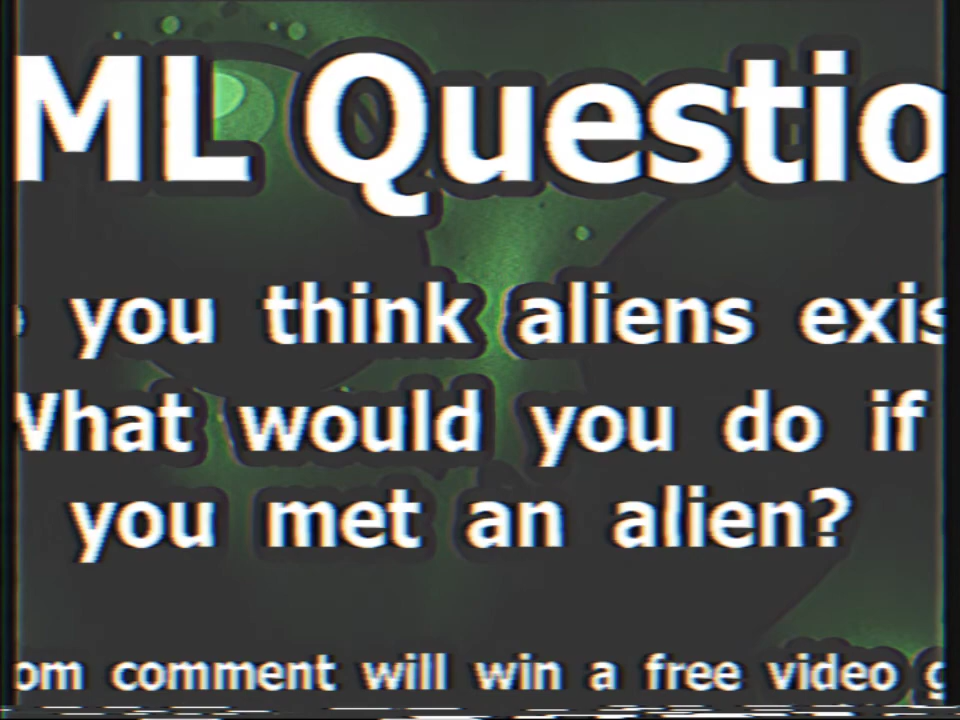 ML Questio
you think aliens exis
What would you do if
you met an alien?
om comment will win a free video g